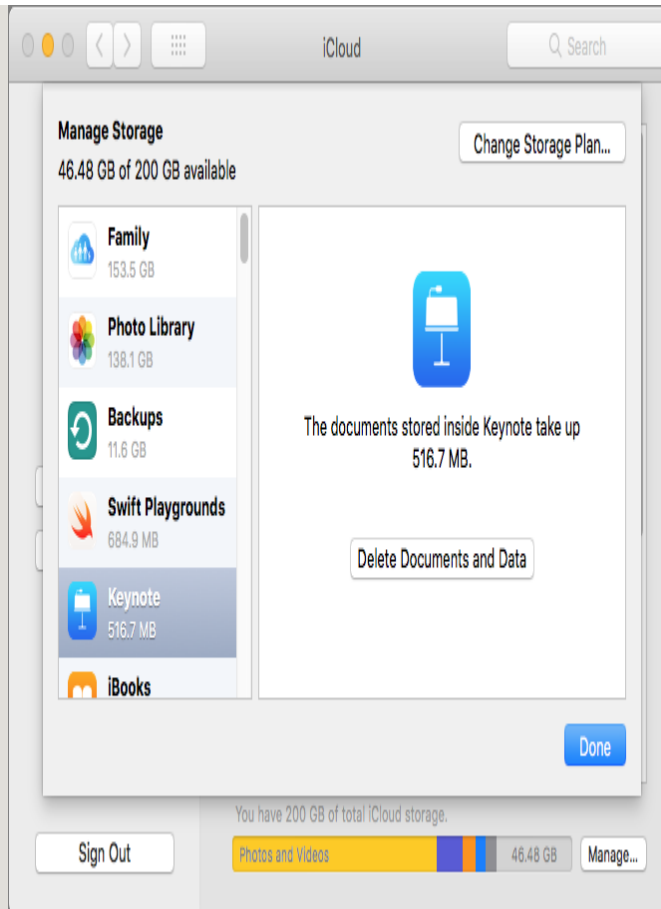 iCloud
Search
Manage Storage
46.48 GB of 200 GB available
Change Storage Plan...
Family
153.5 GB
Photo Library
138.1 GB
Backups
11.6 GB
Swift Playgrounds
684.9 MB
Keynote
516.7 MB
iBooks
The documents stored inside Keynote take up
516.7 MB.
Delete Documents and Data
Done
You have 200 GB of total iCloud storage.
Sign Out
Photos and Videos
46.48 GB
Manage...